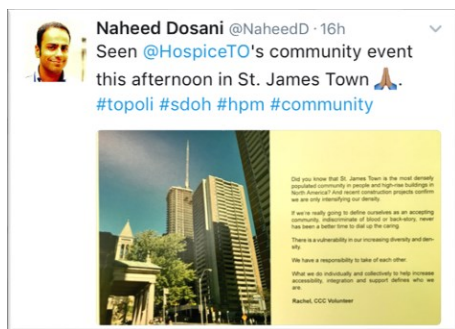 Naheed Dosani @NaheedD · 16h
Seen @HospiceTO's community event
this afternoon in St. James Town 🙏🏽.
#topoli #sdoh #hpm #community
Did you know that St. James Town is the most densely
populated community in people and high-rise buildings in
North America? And recent construction projects confirm
we are only intensifying our density.
If we're really going to define ourselves as an accepting
community, indiscriminate of blood or back-story, never
has been a better time to dial up the caring.
There is a vulnerability in our increasing diversity and den-
sity.
We have a responsibility to take of each other.
What we do individually and collectively to help increase
accessibility, integration and support defines who we
are.
Rachel, CCC Volunteer